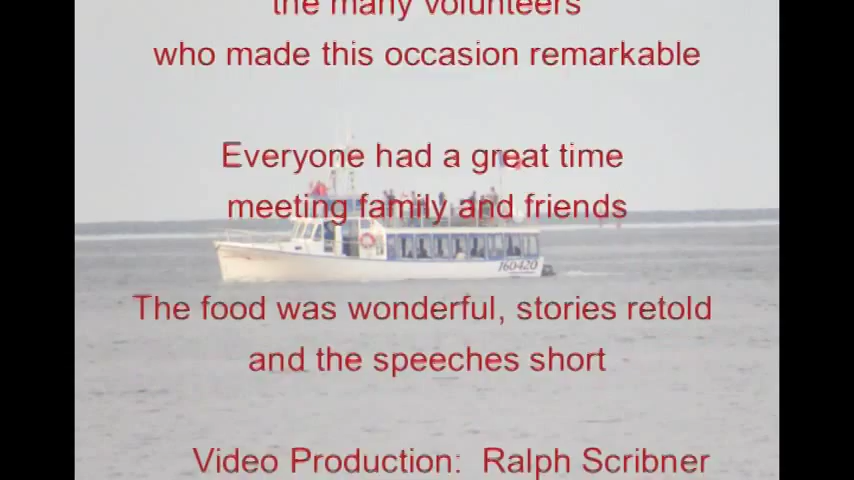 the many volunteers
who made this occasion remarkable
Everyone had a great time
meeting family and friends
160420
The food was wonderful, stories retold
and the speeches short
Video Production: Ralph Scribner